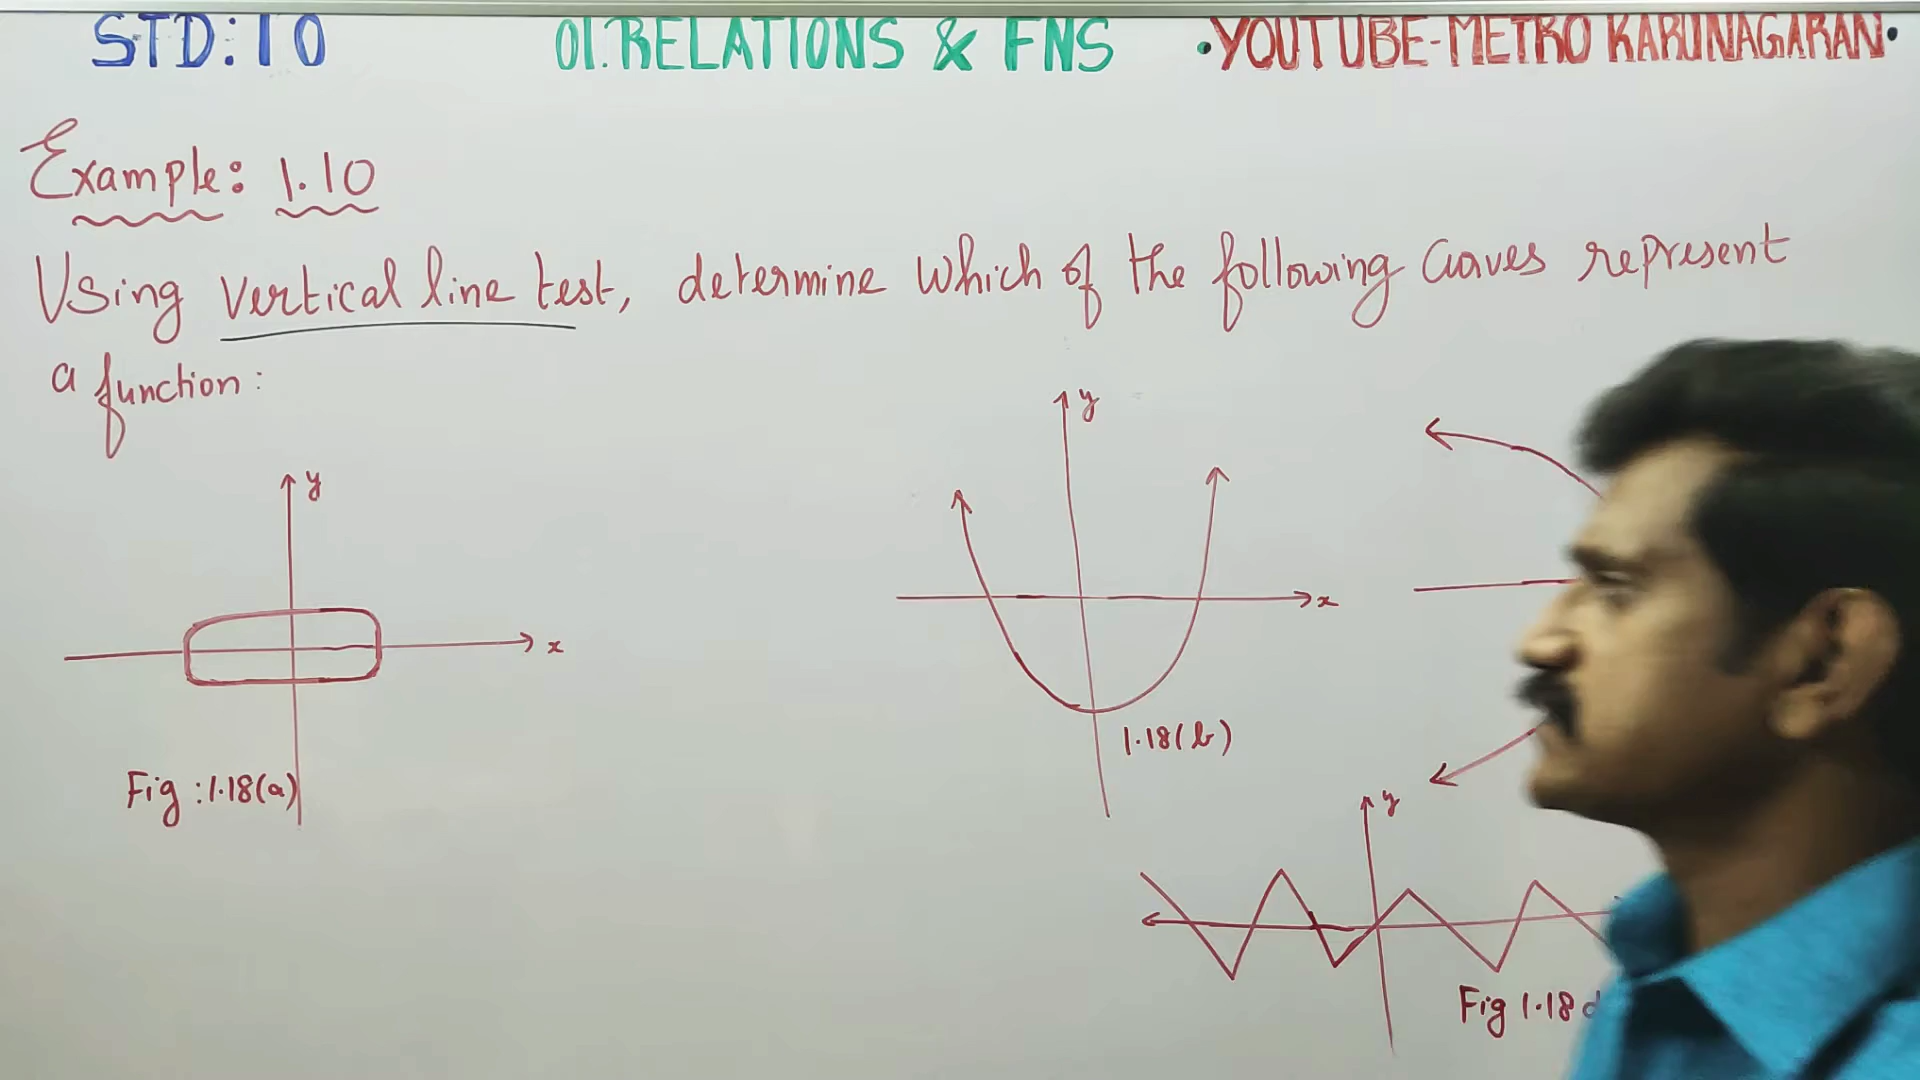 STD:10 01.RELATIONS & FNS •YOUTUBE-METRO KARUNAGARAN•
Example: 1.10
Using vertical line test, determine which of the following curves represent
a function:
y
x
Fig:1.18(a)
y
x
1.18(b)
y
Fig 1.18